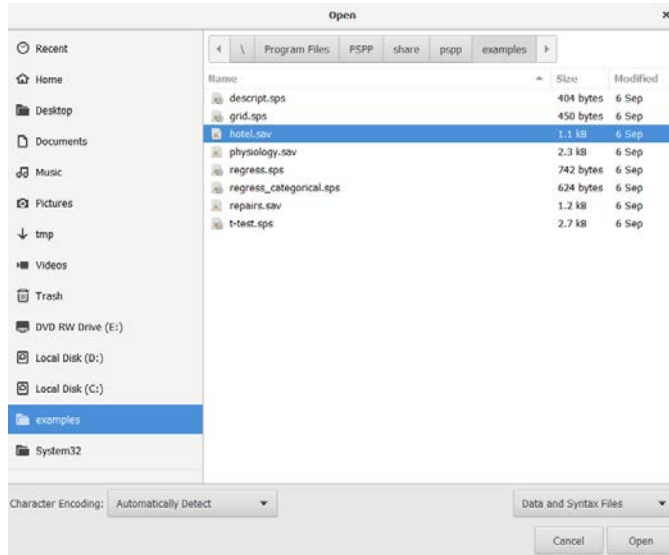 Open ×
Recent
Home
Desktop
Documents
Music
Pictures
tmp
Videos
Trash
DVD RW Drive (E:)
Local Disk (D:)
Local Disk (C:)
examples
System32
\ Program Files PSPP share pspp examples
Name Size Modified
descript.sps 404 bytes 6 Sep
grid.sps 450 bytes 6 Sep
hotel.sav 1.1 kB 6 Sep
physiology.sav 2.3 kB 6 Sep
regress.sps 742 bytes 6 Sep
regress_categorical.sps 624 bytes 6 Sep
repairs.sav 1.2 kB 6 Sep
t-test.sps 2.7 kB 6 Sep
Character Encoding: Automatically Detect Data and Syntax Files
Cancel Open